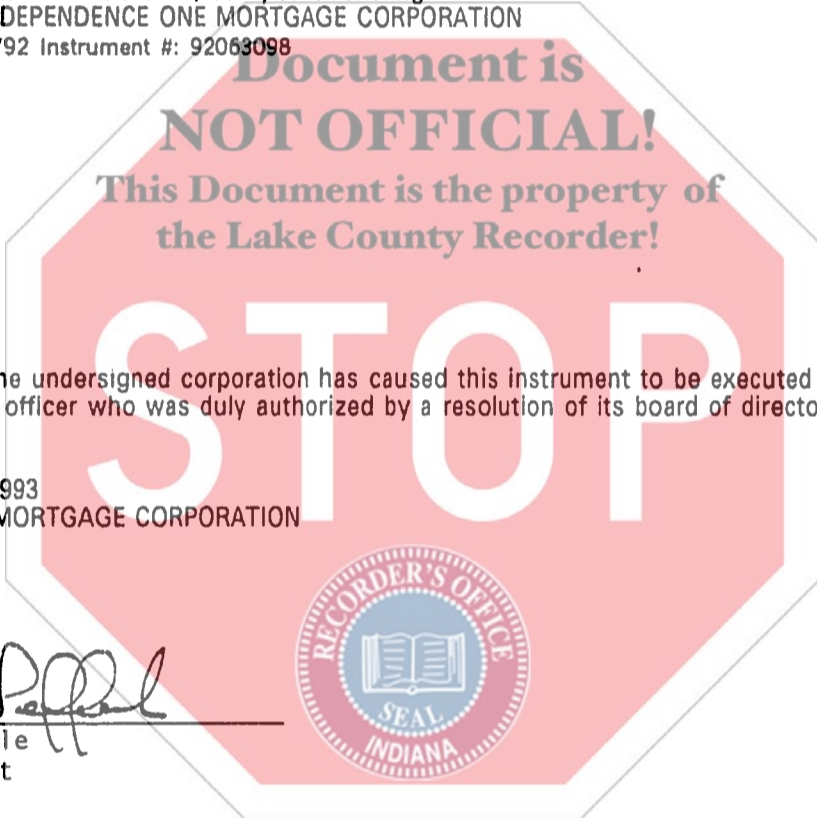 DEPENDENCE ONE MORTGAGE CORPORATION
'92 Instrument #: 92063098
Document is
NOT OFFICIAL!
This Document is the property of
the Lake County Recorder!
STOP
he undersigned corporation has caused this instrument to be executed
officer who was duly authorized by a resolution of its board of directo
993
MORTGAGE CORPORATION
RECORDER'S OFFICE
SEAL
INDIANA
le
t